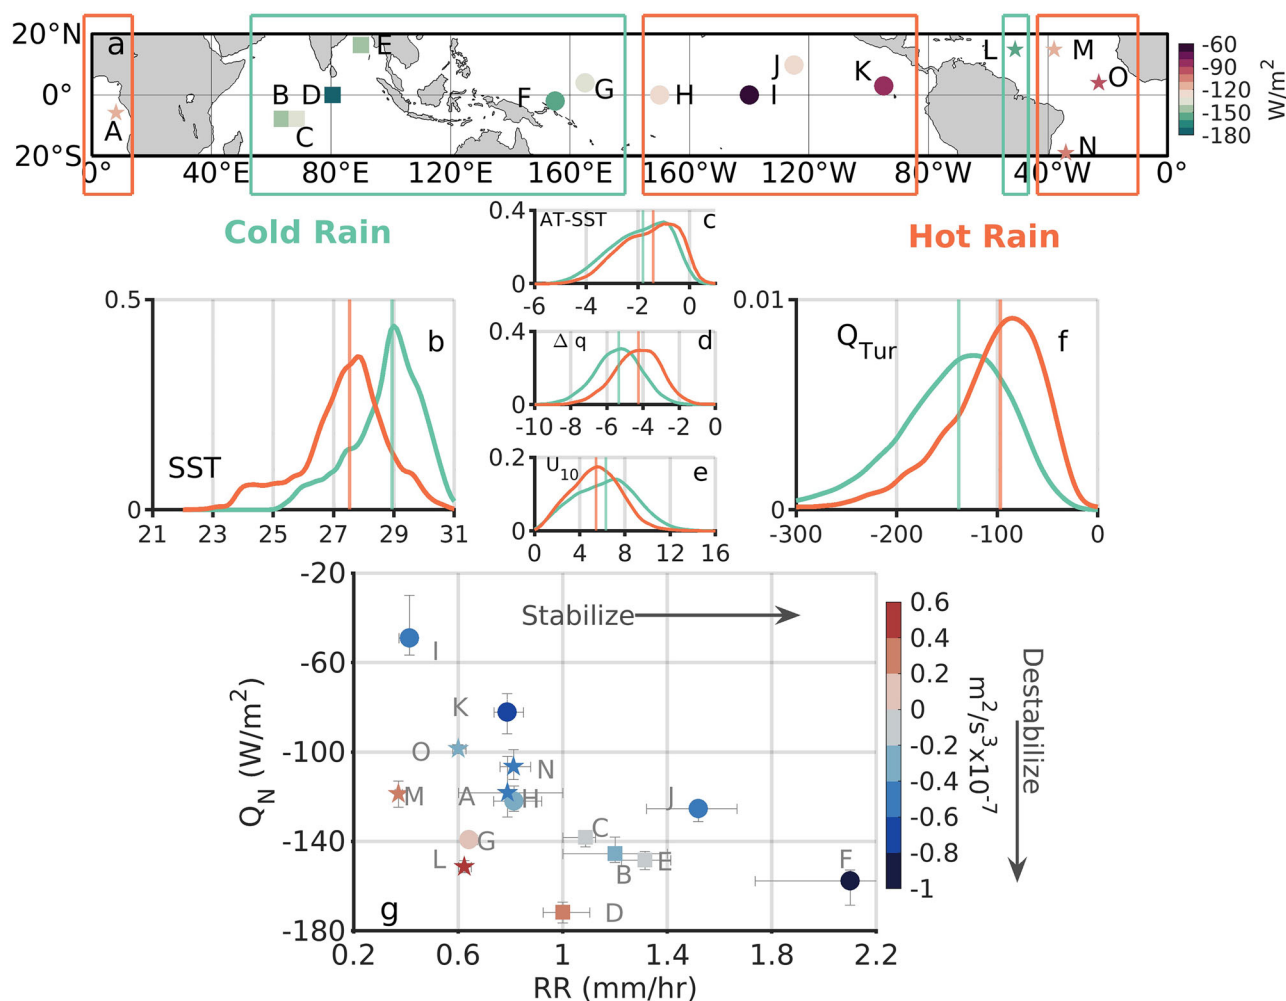 20°N
0°
20°S
a
A
B
C
D
E
F
G
H
I
J
K
L
M
N
O
0° 40°E 80°E 120°E 160°E 160°W 120°W 80°W 40°W 0°
-60
-90
-120
-150
-180
W/m²
Cold Rain
Hot Rain
0.5
0
SST
b
21 23 25 27 29 31
0.4
0
AT-SST
c
-6 -4 -2 0
0.4
0
Δ q
d
-10 -8 -6 -4 -2 0
0.2
0
U₁₀
e
0 4 8 12 16
0.01
0
Q_Tur
f
-300 -200 -100 0
-20
-60
-100
-140
-180
Q_N (W/m²)
Stabilize
Destabilize
I
K
O
N
M
A
H
J
G
C
L
B
E
F
D
g
0.2 0.6 1 1.4 1.8 2.2
RR (mm/hr)
0.6
0.4
0.2
0
-0.2
-0.4
-0.6
-0.8
-1
m²/s³x10⁻⁷